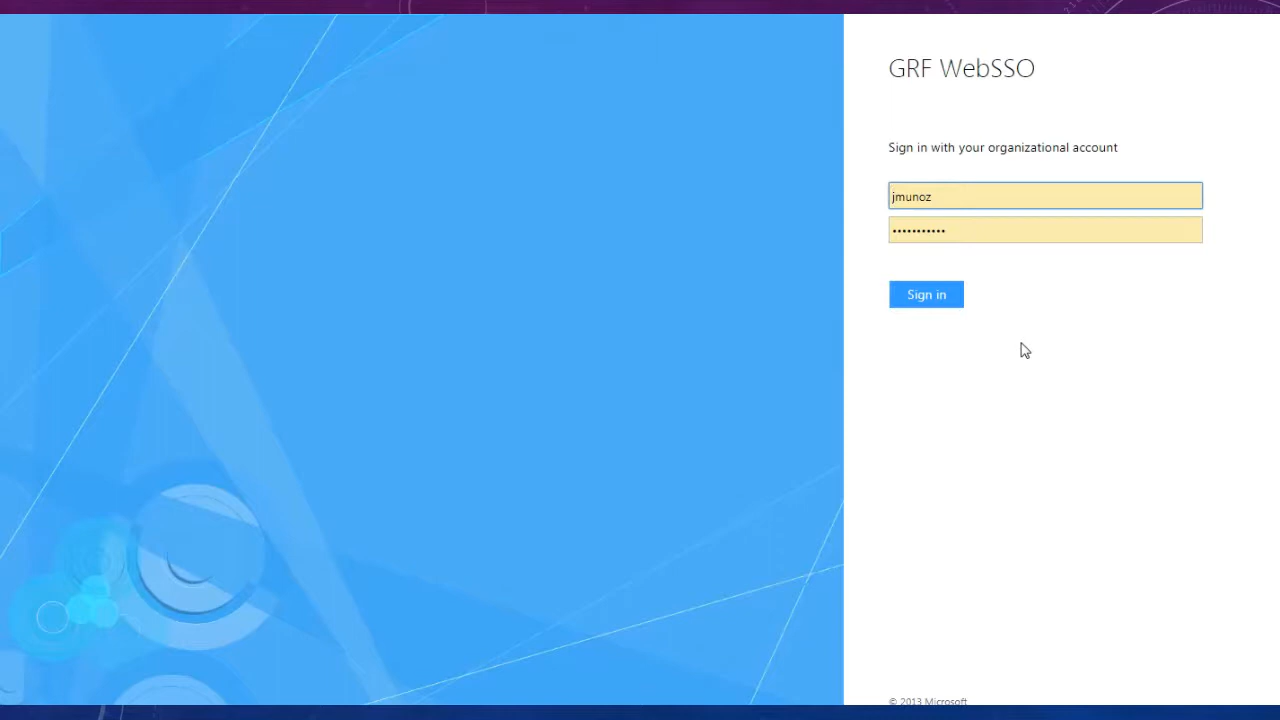 GRF WebSSO
Sign in with your organizational account
jmunoz
•••••••••••
Sign in
© 2013 Microsoft